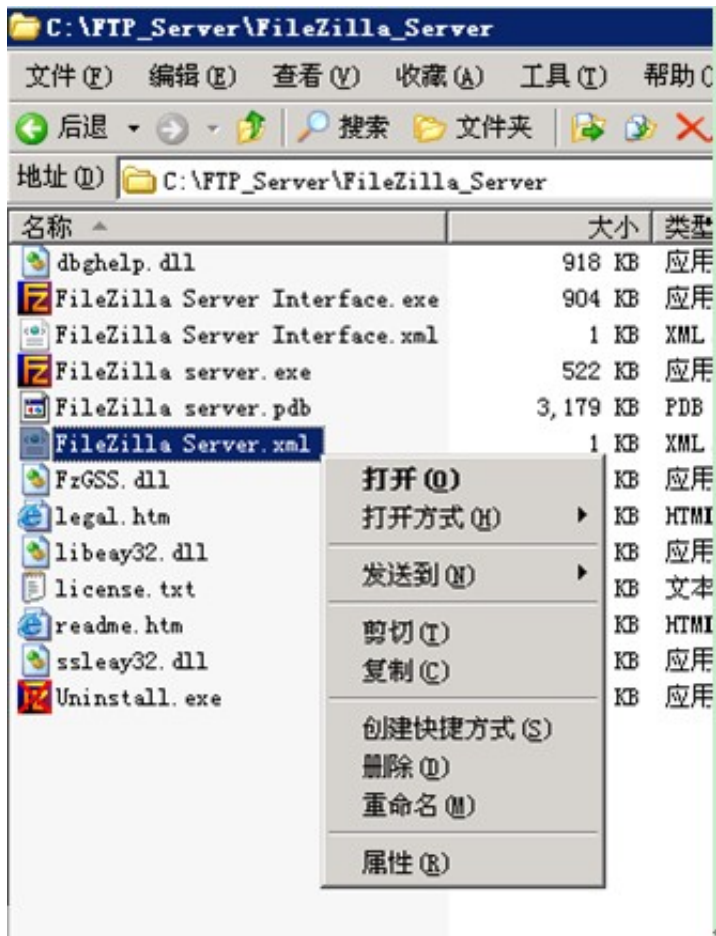 C:\FTP_Server\FileZilla_Server
文件(F) 编辑(E) 查看(V) 收藏(A) 工具(T) 帮助(
后退 搜索 文件夹
地址(D) C:\FTP_Server\FileZilla_Server
名称 大小 类型
dbghelp.dll 918 KB 应用
FileZilla Server Interface.exe 904 KB 应用
FileZilla Server Interface.xml 1 KB XML
FileZilla server.exe 522 KB 应用
FileZilla server.pdb 3,179 KB PDB
FileZilla Server.xml 1 KB XML
FzGSS.dll KB 应用
legal.htm KB HTML
libeay32.dll KB 应用
license.txt KB 文本
readme.htm KB HTML
ssleay32.dll KB 应用
Uninstall.exe KB 应用
打开(O)
打开方式(H)
发送到(N)
剪切(T)
复制(C)
创建快捷方式(S)
删除(D)
重命名(M)
属性(R)